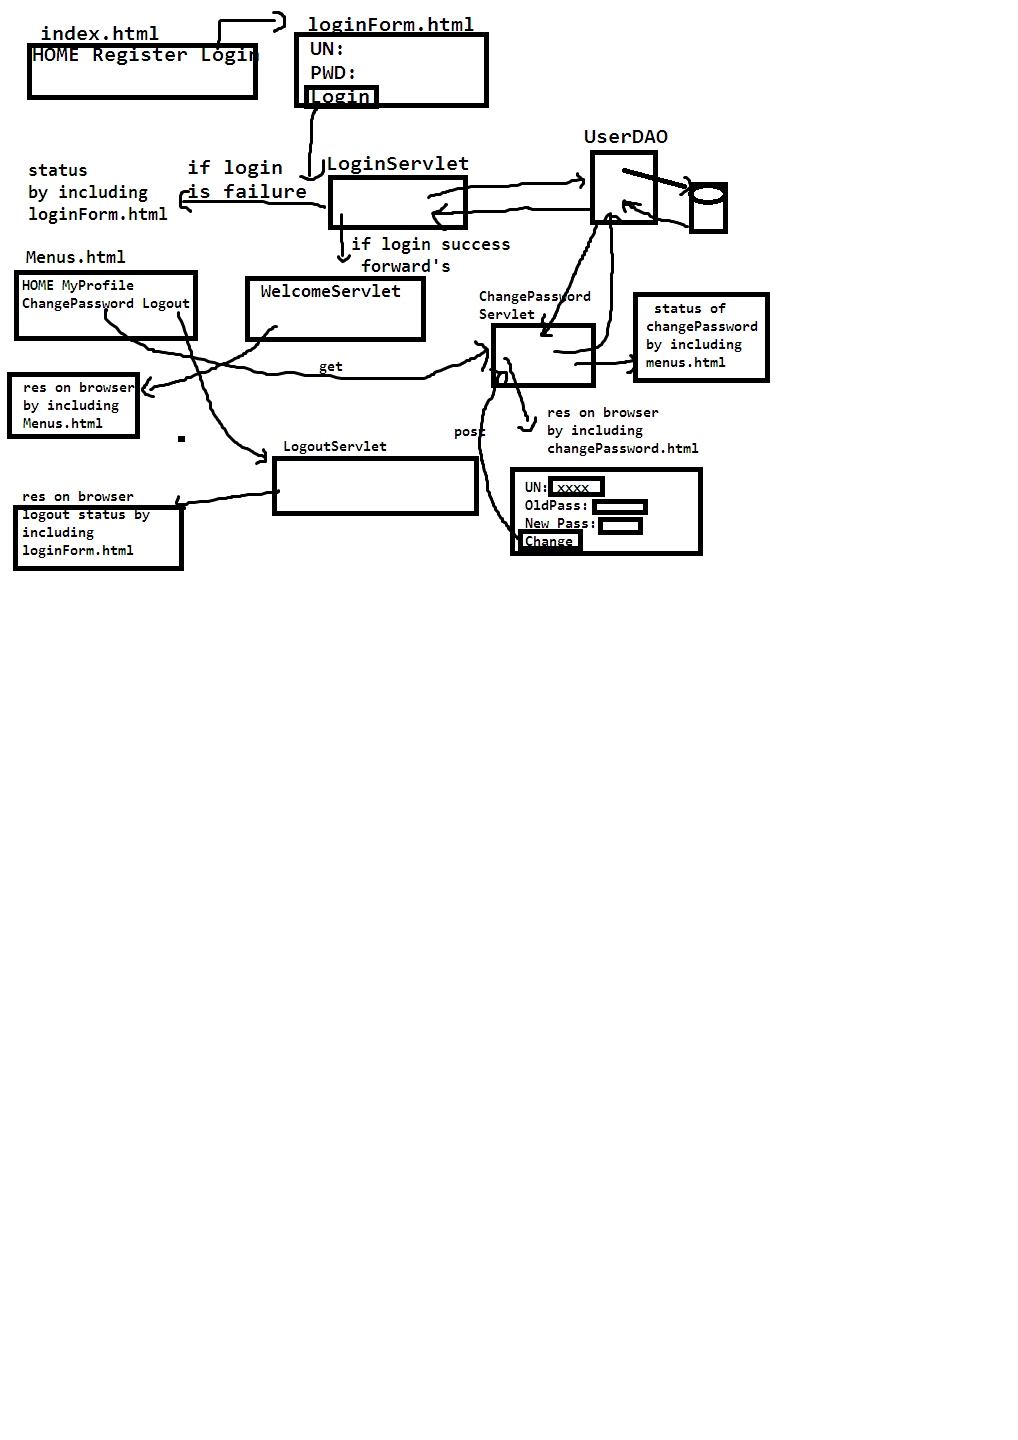 index.html
HOME Register Login
loginForm.html
UN:
PWD:
Login
UserDAO
LoginServlet
if login
is failure
status
by including
loginForm.html
if login success
forward's
Menus.html
HOME MyProfile
ChangePassword Logout
WelcomeServlet
ChangePassword
Servlet
status of
changePassword
by including
menus.html
get
res on browser
by including
Menus.html
res on browser
by including
changePassword.html
post
LogoutServlet
UN: xxxx
OldPass:
New Pass:
Change
res on browser
logout status by
including
loginForm.html